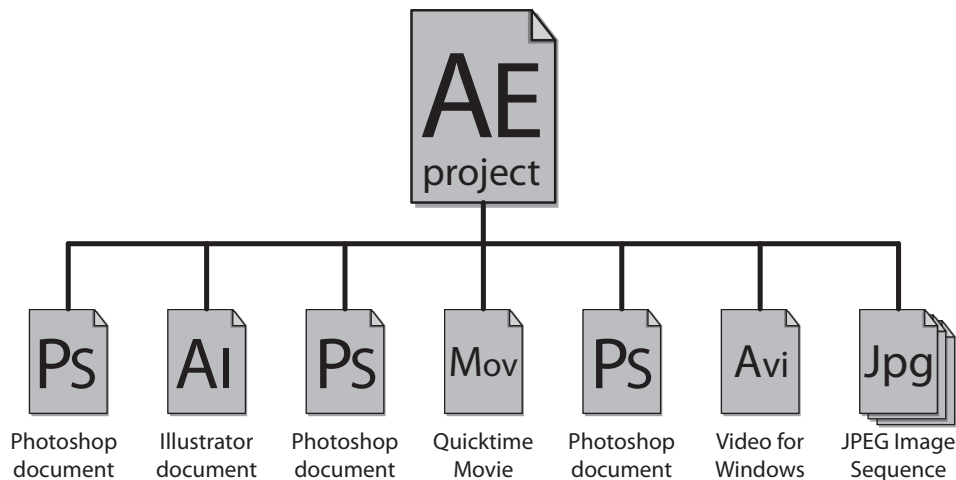 AE
project
Ps
AI
Ps
Mov
Ps
Avi
Jpg
Photoshop
document
Illustrator
document
Photoshop
document
Quicktime
Movie
Photoshop
document
Video for
Windows
JPEG Image
Sequence